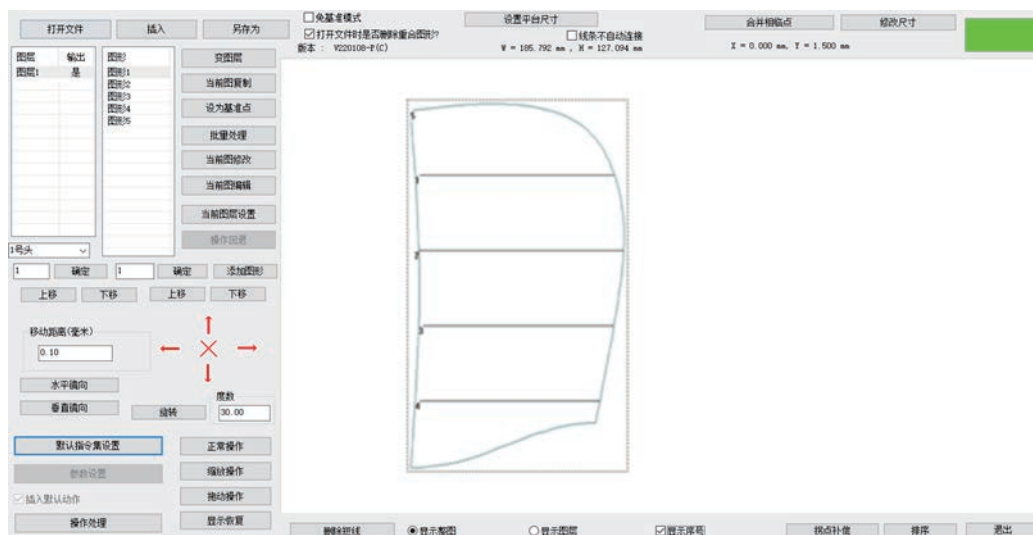 打开文件 插入 另存为
免基准模式
设置平台尺寸
合并相临点
修改尺寸
打开文件时是否删除重合图形?
线条不自动连接
版本: V220108-P(C)
W = 185.792 mm , H = 127.094 mm
X = 0.000 mm, Y = 1.500 mm
图层 输出
图层1 是
图形
图形1
图形2
图形3
图形4
图形5
变图层
当前图复制
设为基准点
批量处理
当前图修改
当前图编辑
当前图层设置
操作回退
1号头
1 确定 1 确定 添加图形
上移 下移 上移 下移
移动距离(毫米)
0.10
水平镜向
垂直镜向
旋转
度数
30.00
默认指令集设置
参数设置
插入默认动作
操作处理
正常操作
缩放操作
拖动操作
显示恢复
5
1
2
3
4
删除短线 显示整图 显示图层 显示序号 拐点补偿 排序 退出